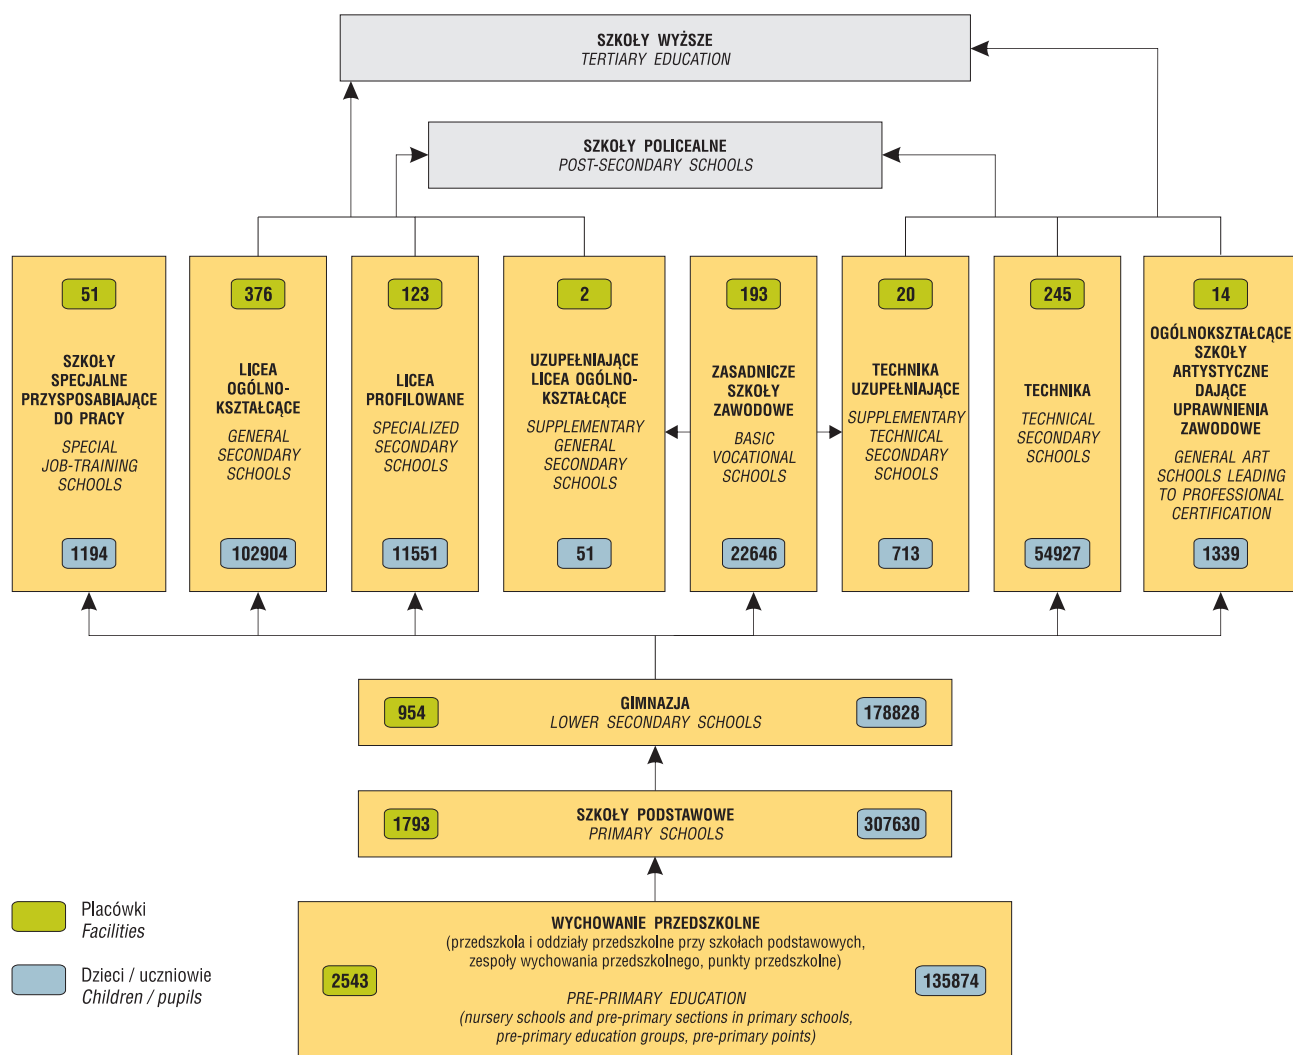 SZKOŁY WYŻSZE
TERTIARY EDUCATION
SZKOŁY POLICEALNE
POST-SECONDARY SCHOOLS
51
SZKOŁY
SPECJALNE
PRZYSPOSABIAJĄCE
DO PRACY
SPECIAL
JOB-TRAINING
SCHOOLS
1194
376
LICEA
OGÓLNO-
KSZTAŁCĄCE
GENERAL
SECONDARY
SCHOOLS
102904
123
LICEA
PROFILOWANE
SPECIALIZED
SECONDARY
SCHOOLS
11551
2
UZUPEŁNIAJĄCE
LICEA OGÓLNO-
KSZTAŁCĄCE
SUPPLEMENTARY
GENERAL
SECONDARY
SCHOOLS
51
193
ZASADNICZE
SZKOŁY
ZAWODOWE
BASIC
VOCATIONAL
SCHOOLS
22646
20
TECHNIKA
UZUPEŁNIAJĄCE
SUPPLEMENTARY
TECHNICAL
SECONDARY
SCHOOLS
713
245
TECHNIKA
TECHNICAL
SECONDARY
SCHOOLS
54927
14
OGÓLNOKSZTAŁCĄCE
SZKOŁY
ARTYSTYCZNE
DAJĄCE
UPRAWNIENIA
ZAWODOWE
GENERAL ART
SCHOOLS LEADING
TO PROFESSIONAL
CERTIFICATION
1339
954
GIMNAZJA
LOWER SECONDARY SCHOOLS
178828
1793
SZKOŁY PODSTAWOWE
PRIMARY SCHOOLS
307630
WYCHOWANIE PRZEDSZKOLNE
(przedszkola i oddziały przedszkolne przy szkołach podstawowych,
zespoły wychowania przedszkolnego, punkty przedszkolne)
2543
135874
PRE-PRIMARY EDUCATION
(nursery schools and pre-primary sections in primary schools,
pre-primary education groups, pre-primary points)
Placówki
Facilities
Dzieci / uczniowie
Children / pupils